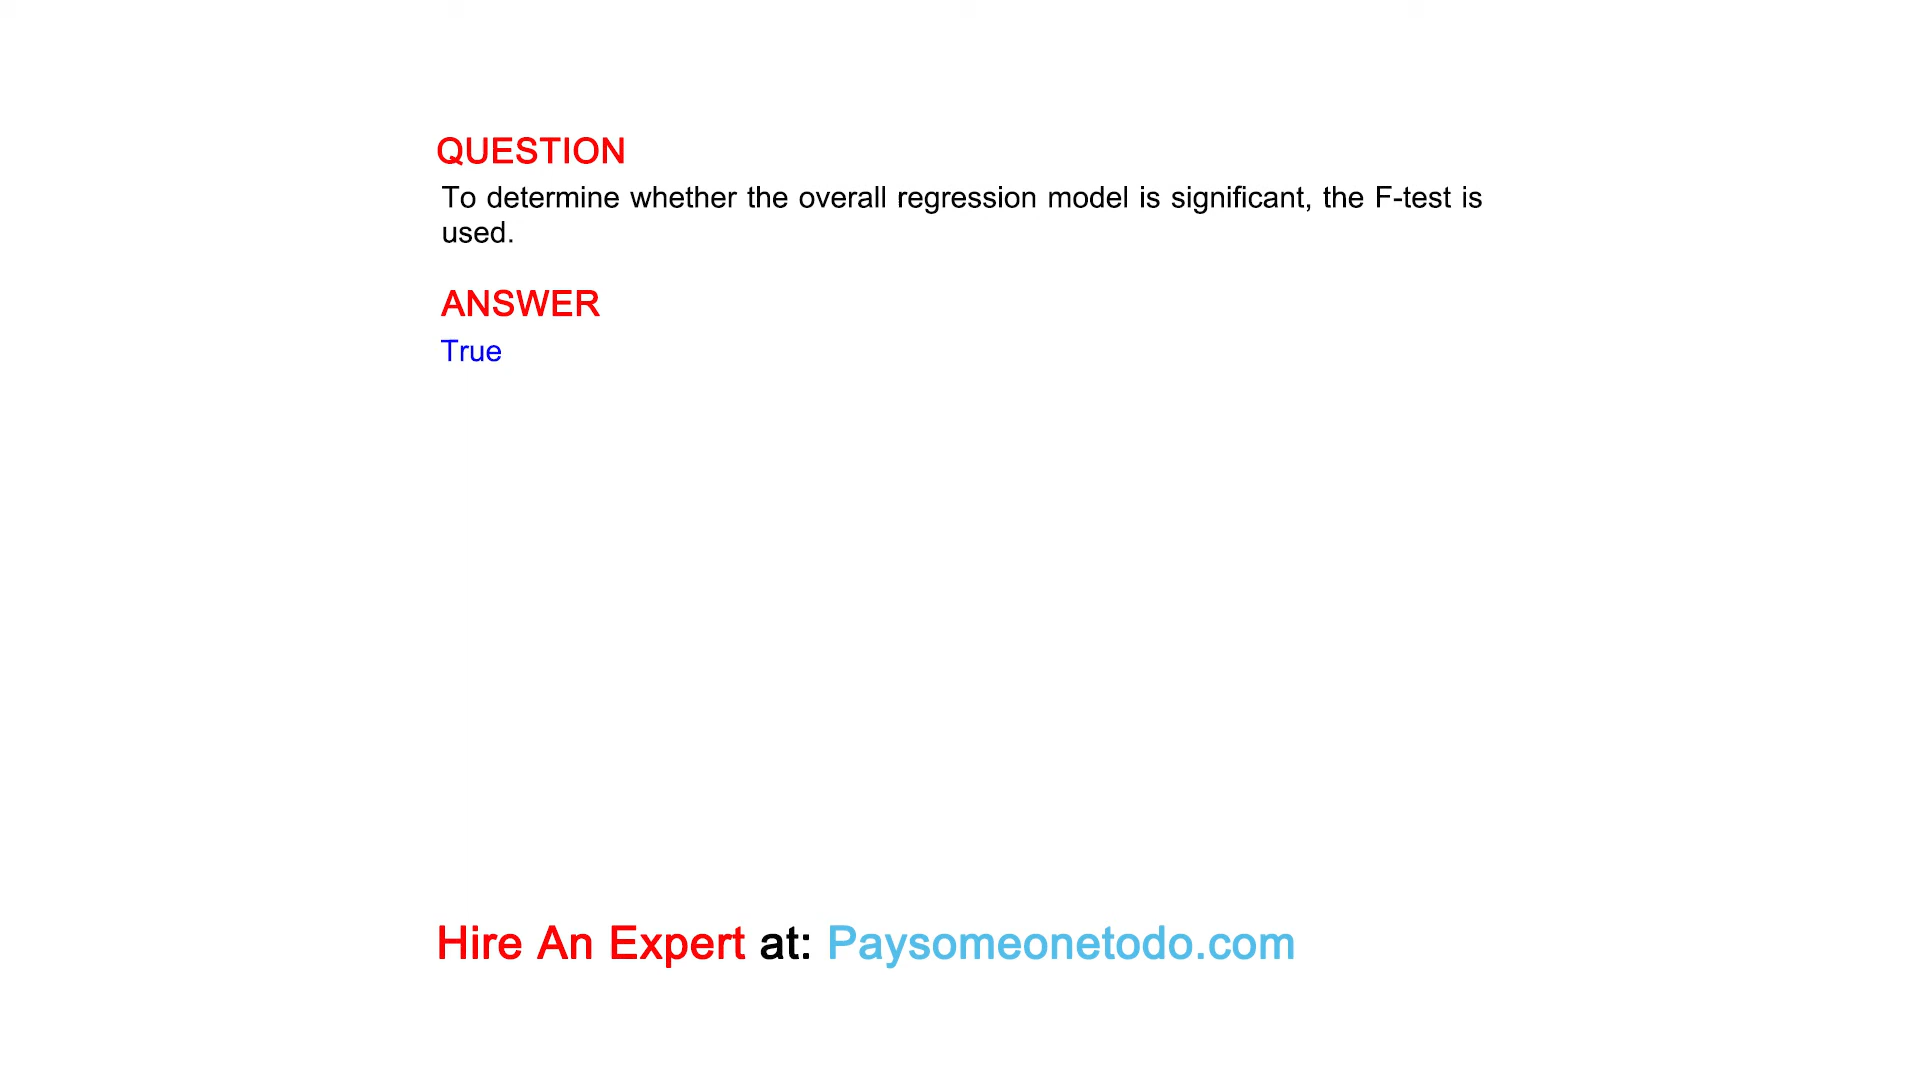 QUESTION
To determine whether the overall regression model is significant, the F-test is
used.
ANSWER
True
Hire An Expert at: Paysomeonetodo.com